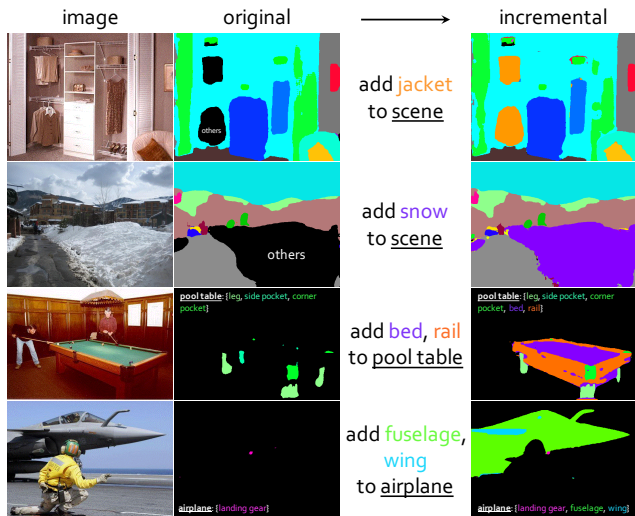 image original incremental
others
add jacket
to scene
others
add snow
to scene
pool table: {leg, side pocket, corner
pocket}
add bed, rail
to pool table
pool table: {leg, side pocket, corner
pocket, bed, rail}
add fuselage,
wing
to airplane
airplane: {landing gear}
airplane: {landing gear, fuselage, wing}